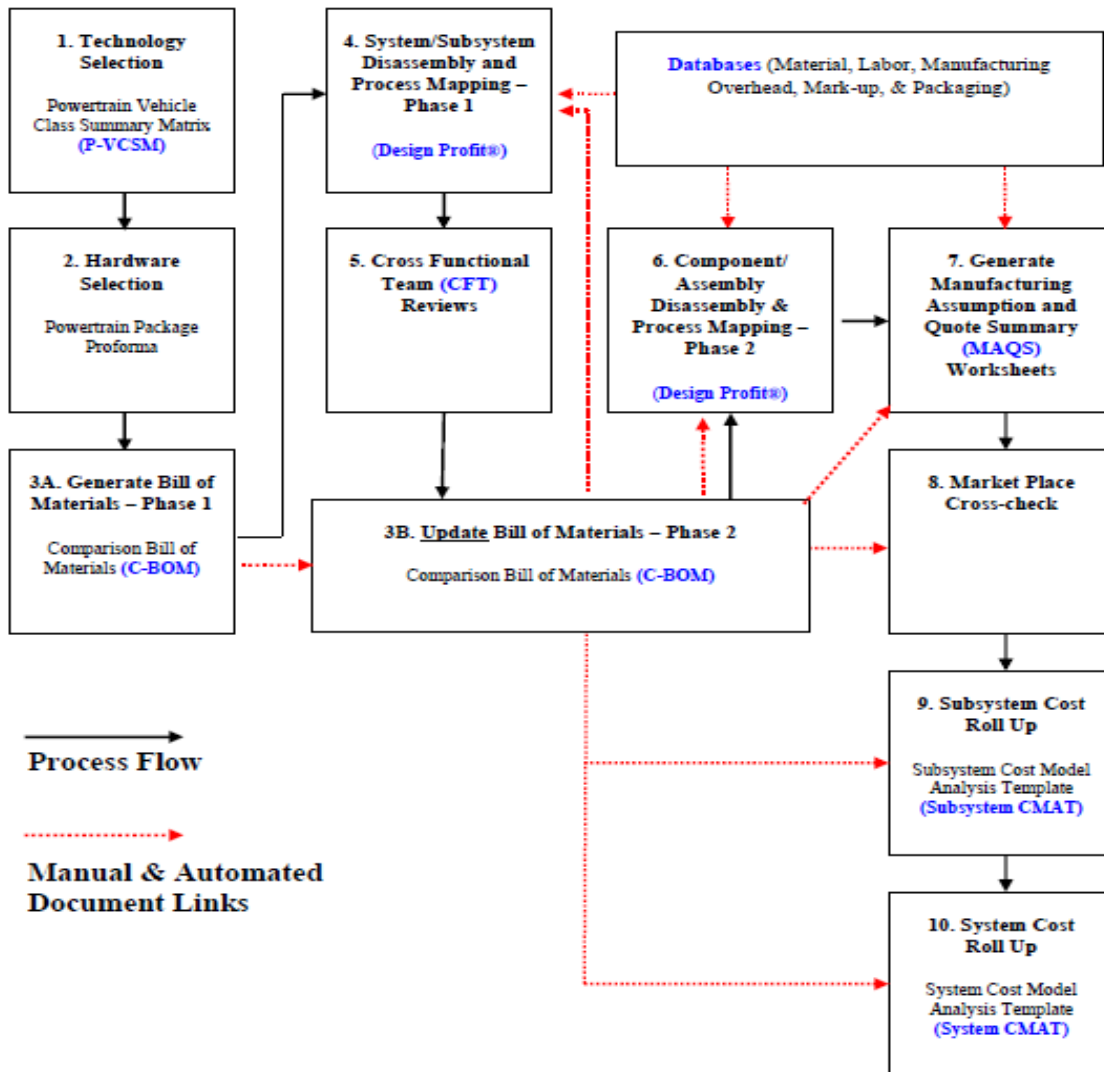 1. Technology
Selection
Powertrain Vehicle
Class Summary Matrix
(P-VCSM)
4. System/Subsystem
Disassembly and
Process Mapping –
Phase 1
(Design Profit®)
Databases (Material, Labor, Manufacturing
Overhead, Mark-up, & Packaging)
2. Hardware
Selection
Powertrain Package
Proforma
5. Cross Functional
Team (CFT)
Reviews
6. Component/
Assembly
Disassembly &
Process Mapping –
Phase 2
(Design Profit®)
7. Generate
Manufacturing
Assumption and
Quote Summary
(MAQS)
Worksheets
3A. Generate Bill of
Materials – Phase 1
Comparison Bill of
Materials (C-BOM)
3B. Update Bill of Materials – Phase 2
Comparison Bill of Materials (C-BOM)
8. Market Place
Cross-check
9. Subsystem Cost
Roll Up
Subsystem Cost Model
Analysis Template
(Subsystem CMAT)
Process Flow
Manual & Automated
Document Links
10. System Cost
Roll Up
System Cost Model
Analysis Template
(System CMAT)